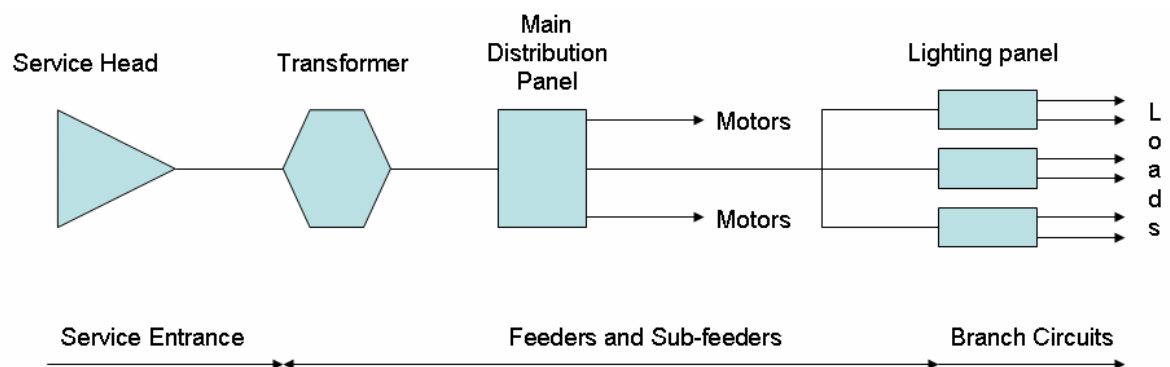 Service Head
Transformer
Main
Distribution
Panel
Lighting panel
Motors
Motors
L
o
a
d
s
Service Entrance
Feeders and Sub-feeders
Branch Circuits